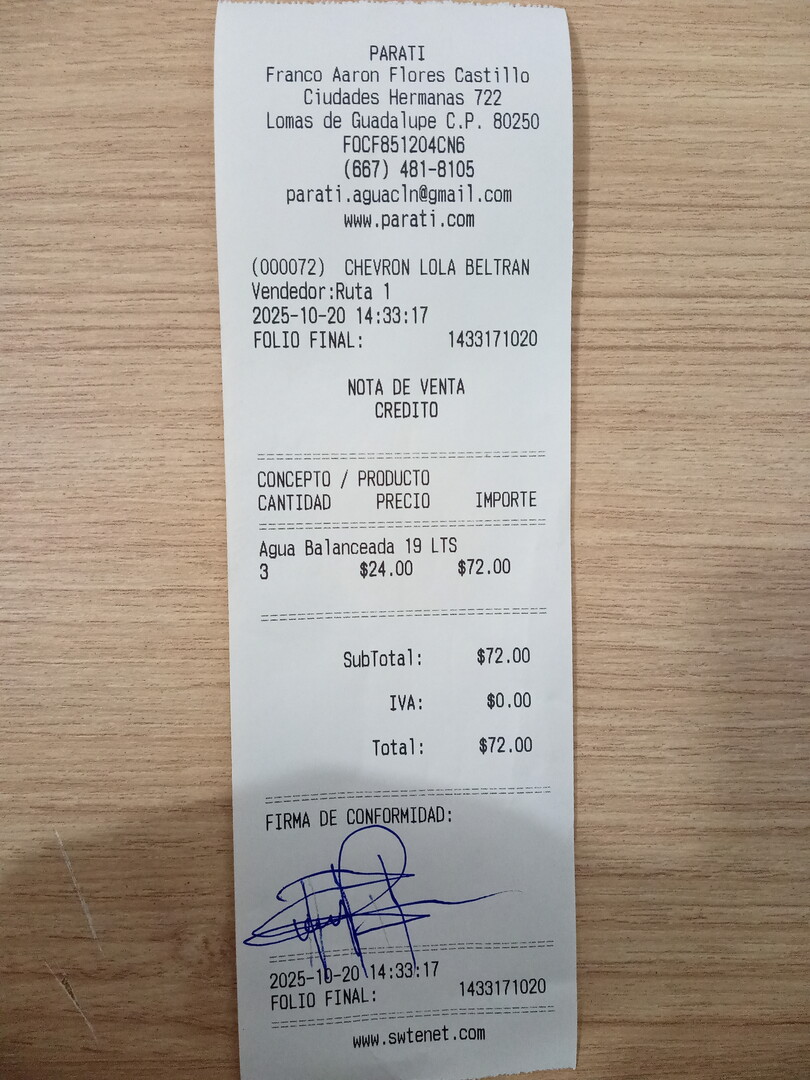 PARATI
Franco Aaron Flores Castillo
Ciudades Hermanas 722
Lomas de Guadalupe C.P. 80250
FOCF851204CN6
(667) 481-8105
parati.aguacln@gmail.com
www.parati.com
(000072) CHEVRON LOLA BELTRAN
Vendedor:Ruta 1
2025-10-20 14:33:17
FOLIO FINAL: 1433171020
NOTA DE VENTA
CREDITO
CONCEPTO / PRODUCTO
CANTIDAD PRECIO IMPORTE
Agua Balanceada 19 LTS
3 $24.00 $72.00
SubTotal: $72.00
IVA: $0.00
Total: $72.00
FIRMA DE CONFORMIDAD:
2025-10-20 14:33:17
FOLIO FINAL: 1433171020
www.swtenet.com